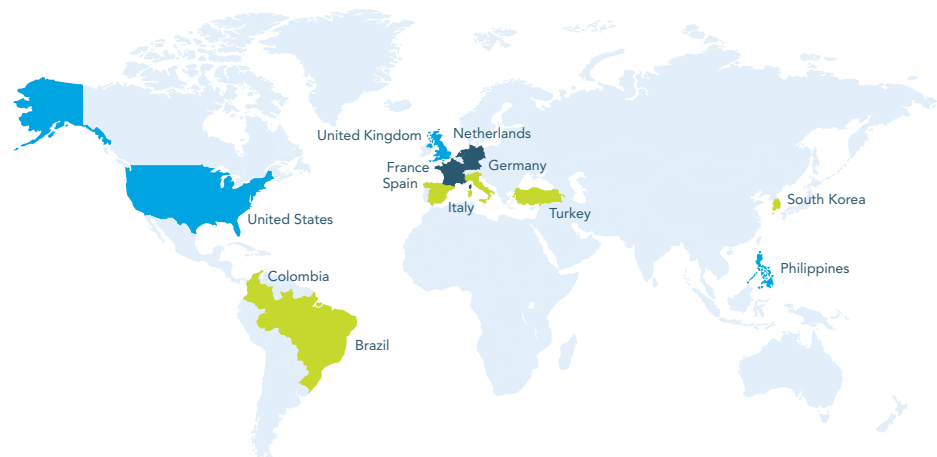 United Kingdom
Netherlands
France
Germany
Spain
Italy
Turkey
South Korea
United States
Philippines
Colombia
Brazil